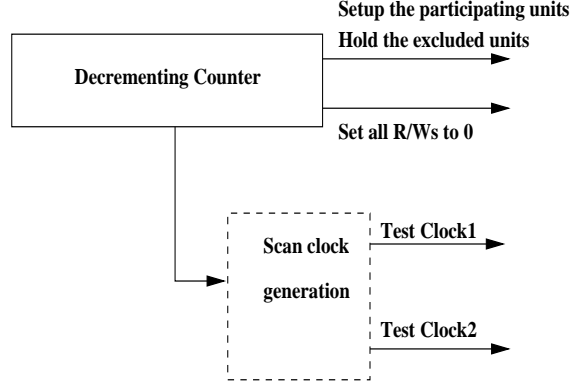 Setup the participating units
Hold the excluded units
Decrementing Counter
Set all R/Ws to 0
Scan clock
generation
Test Clock1
Test Clock2